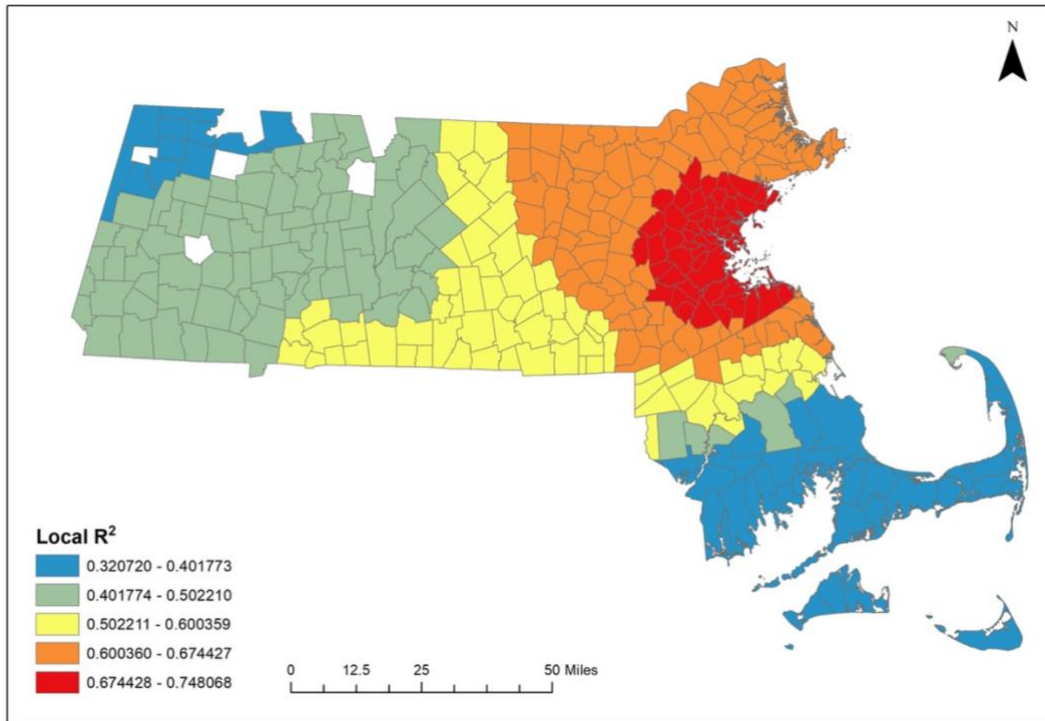 N
Local R²
0.320720 - 0.401773
0.401774 - 0.502210
0.502211 - 0.600359
0.600360 - 0.674427
0.674428 - 0.748068
0 12.5 25 50 Miles